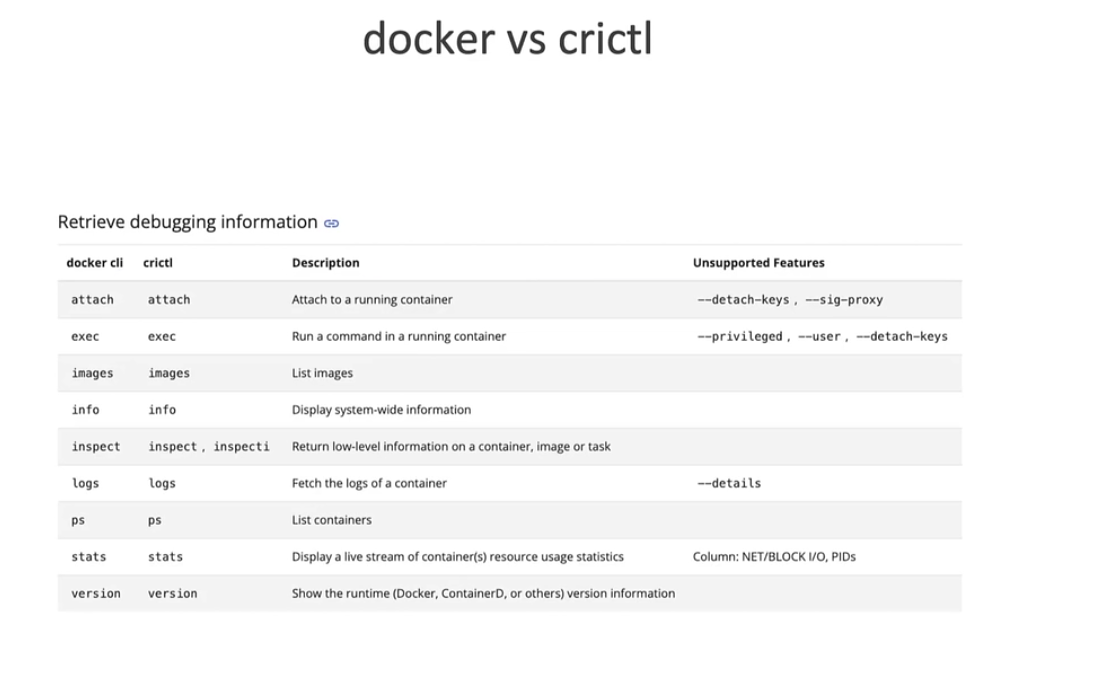 docker vs crictl
Retrieve debugging information
docker cli crictl Description Unsupported Features
attach attach Attach to a running container --detach-keys , --sig-proxy
exec exec Run a command in a running container --privileged , --user , --detach-keys
images images List images
info info Display system-wide information
inspect inspect , inspecti Return low-level information on a container, image or task
logs logs Fetch the logs of a container --details
ps ps List containers
stats stats Display a live stream of container(s) resource usage statistics Column: NET/BLOCK I/O, PIDs
version version Show the runtime (Docker, ContainerD, or others) version information